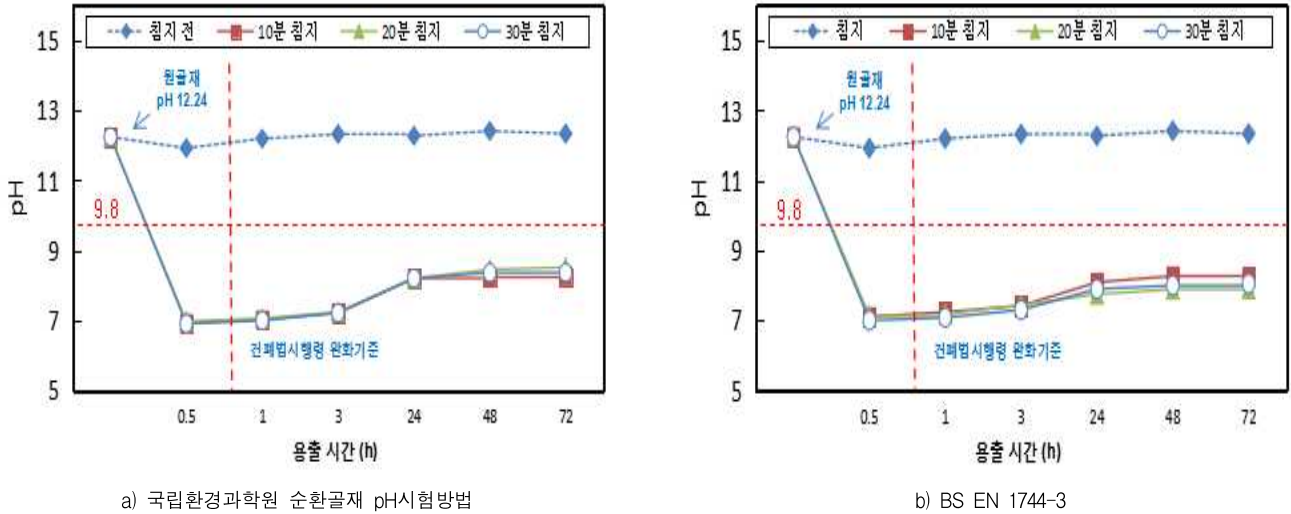 침지 전 10분 침지 20분 침지 30분 침지
원골재
pH 12.24
pH
15
13
11
9.8
9
7
5
건폐법시행령 완화기준
0.5 1 3 24 48 72
용출 시간 (h)
a) 국립환경과학원 순환골재 pH시험방법
침지 10분 침지 20분 침지 30분 침지
원골재
pH 12.24
pH
15
13
11
9.8
9
7
5
건폐법시행령 완화기준
0.5 1 3 24 48 72
용출 시간 (h)
b) BS EN 1744-3